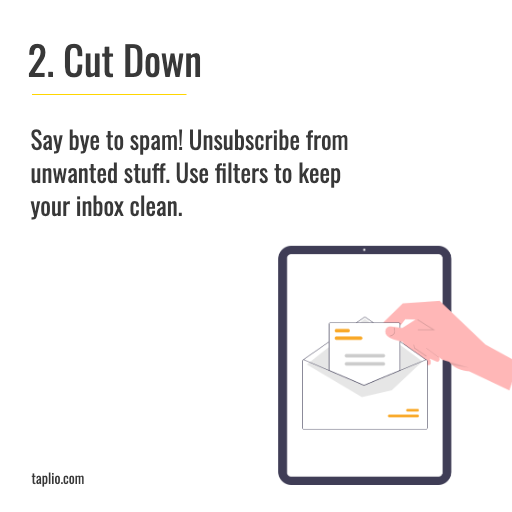 2. Cut Down
Say bye to spam! Unsubscribe from
unwanted stuff. Use filters to keep
your inbox clean.
taplio.com